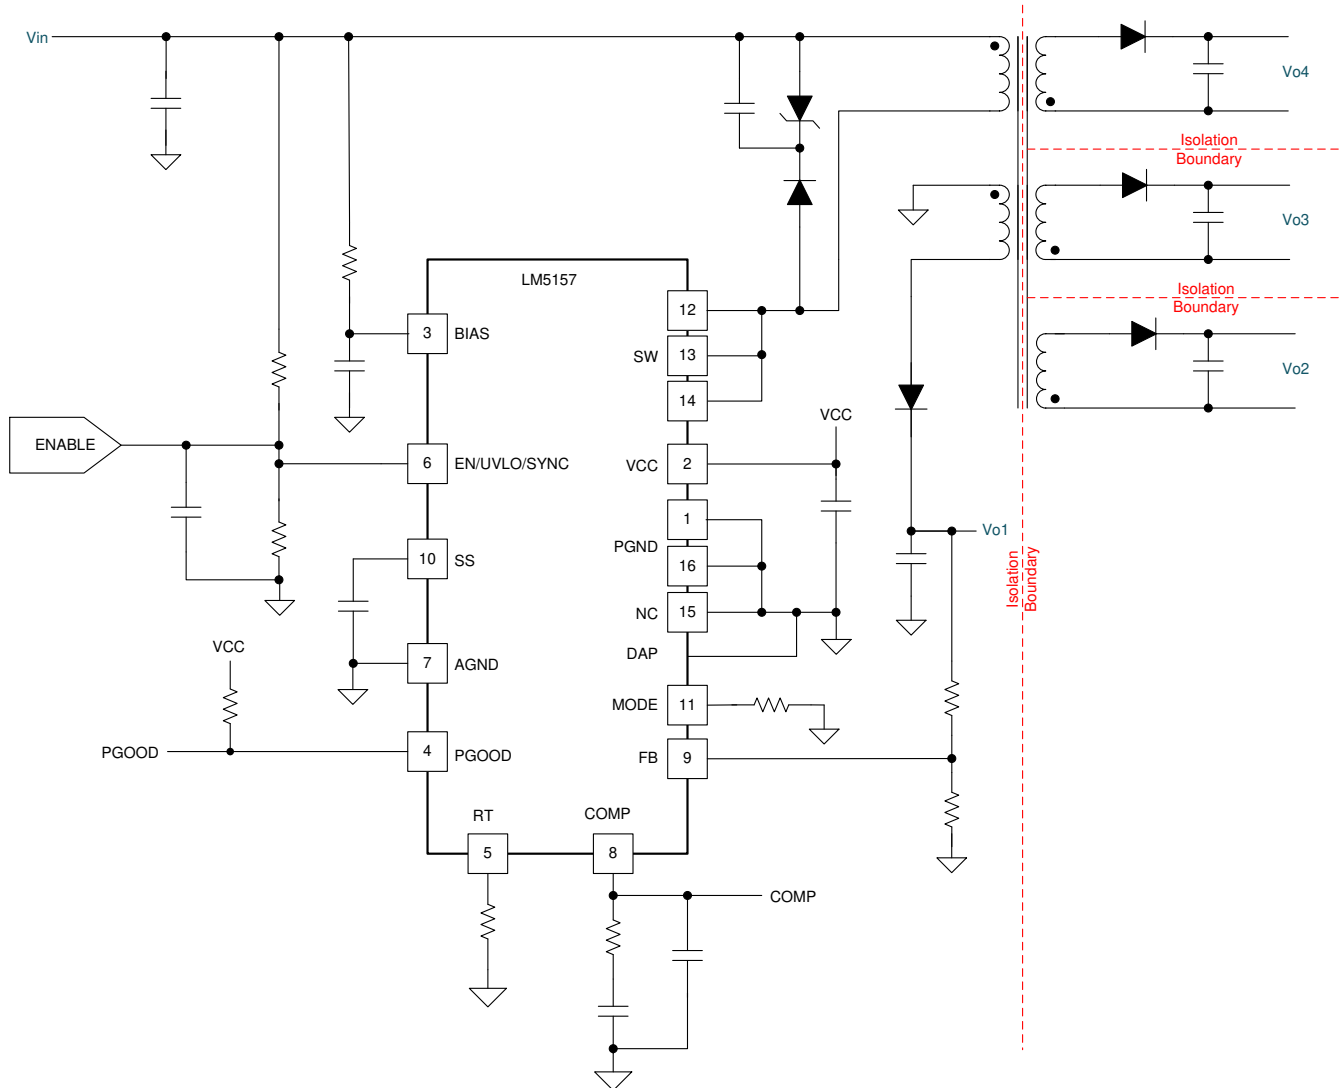 Vin
Vo4
Isolation
Boundary
Vo3
Isolation
Boundary
Vo2
LM5157
12
3
BIAS
SW
13
14
VCC
ENABLE
6
EN/UVLO/SYNC
VCC
2
1
PGND
Vo1
10
SS
16
Isolation
Boundary
NC
15
VCC
DAP
7
AGND
MODE
11
PGOOD
4
PGOOD
FB
9
RT
COMP
5
8
COMP